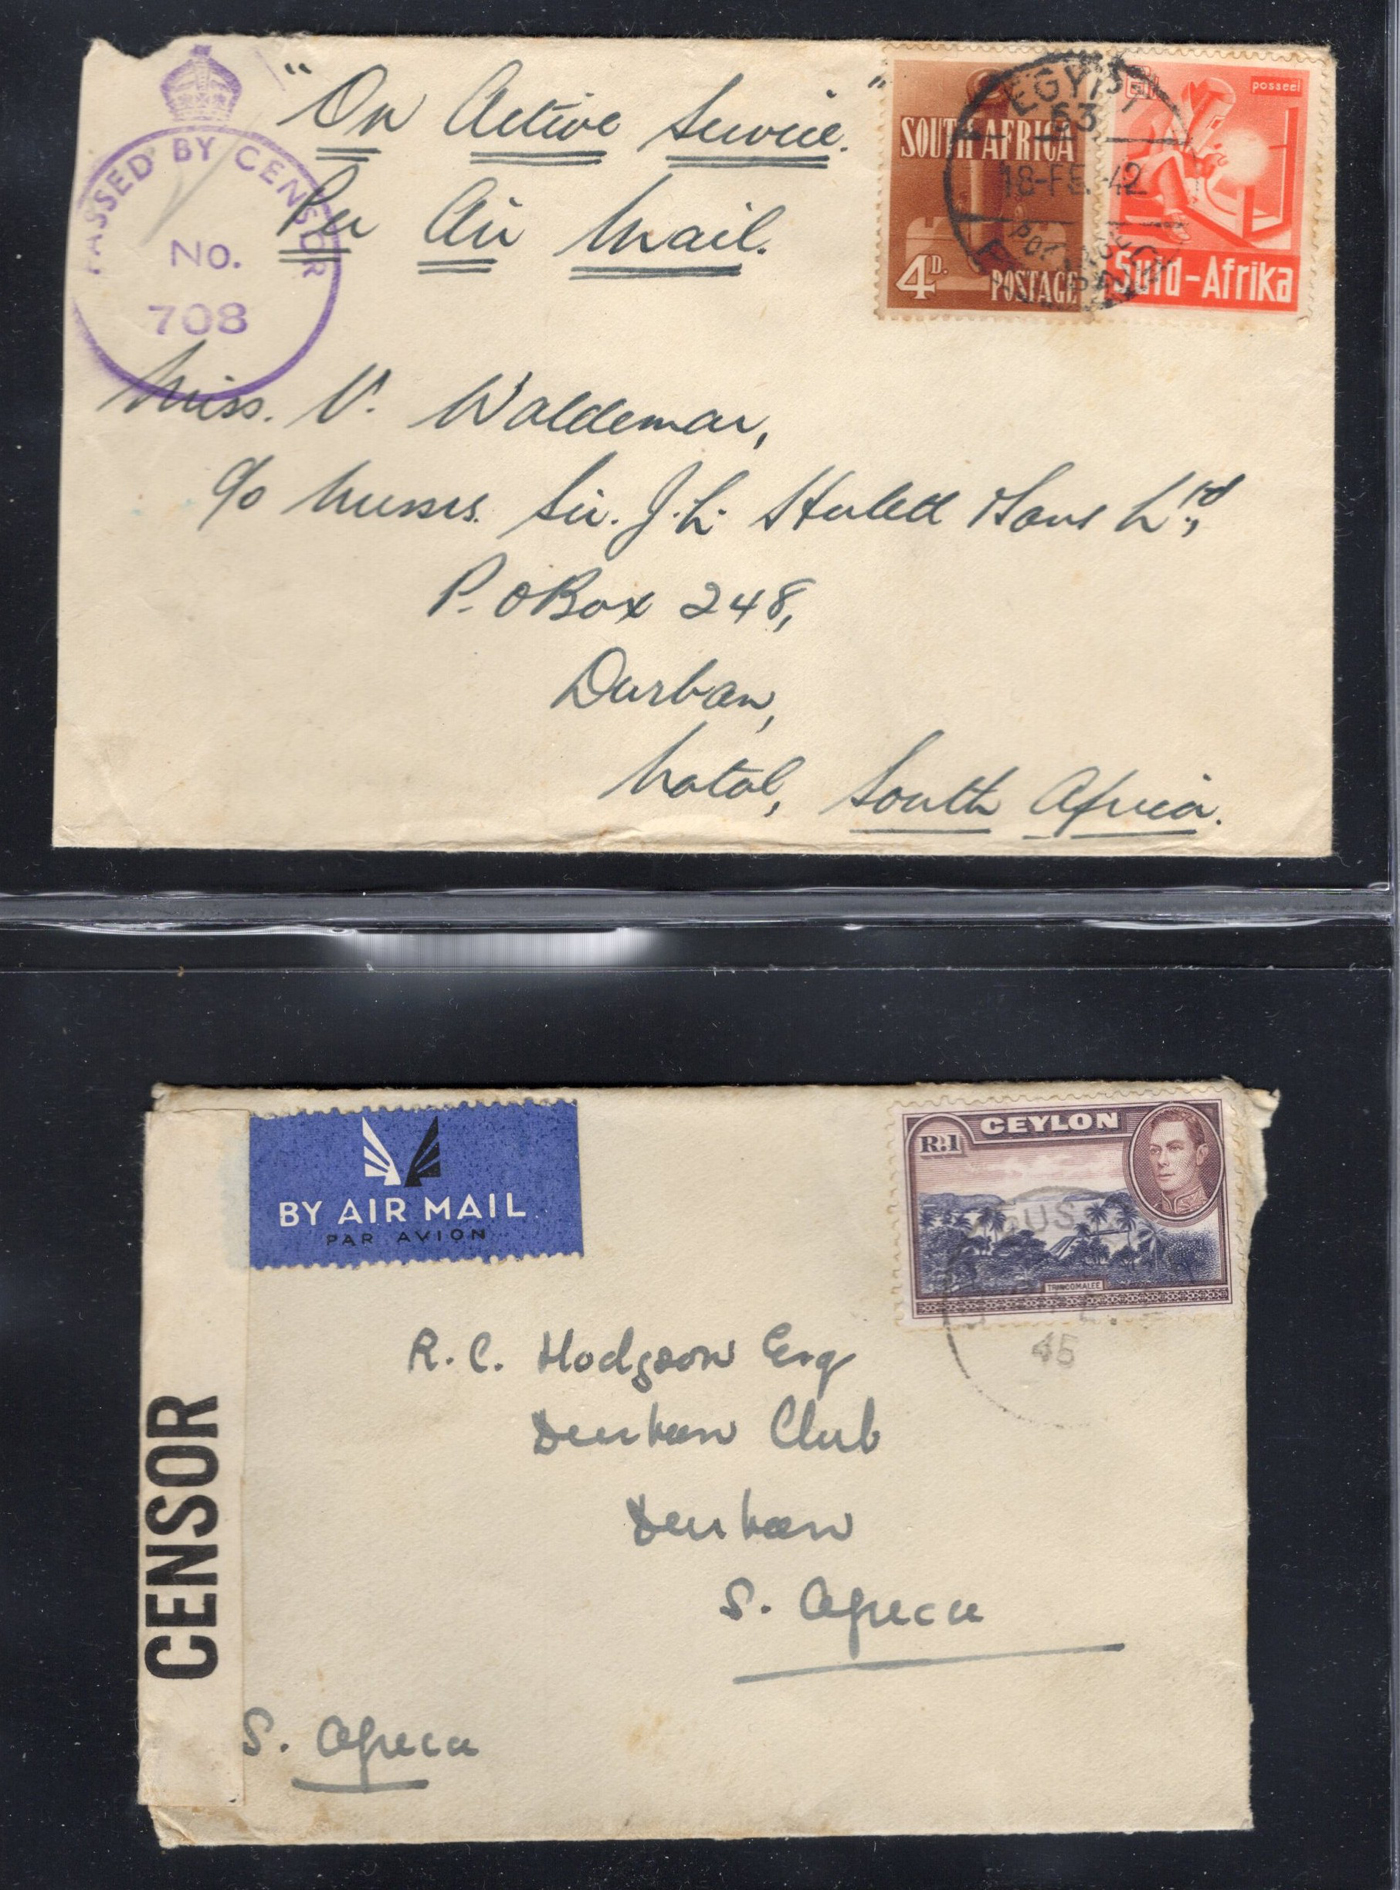 PASSED BY CENSOR
No.
708
"On Active Service."
Per Air Mail.
SOUTH AFRICA
4D.
POSTAGE
posseël
Suid-Afrika
EGYPT
63
18-FE.-42
Miss. V. Waldemar,
c/o Messrs. Sir. J. L. Hulett & Sons Ltd.,
P.O Box 248,
Durban,
Natal, South Africa.
BY AIR MAIL
PAR AVION
CEYLON
R.1
TRINCOMALEE
45
R. C. Hodgson Esq
Durban Club
Durban
S. Africa
CENSOR
S. Africa